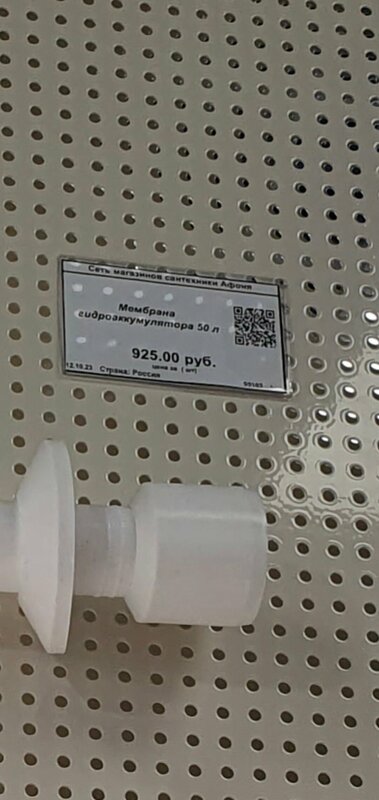 Сеть магазинов сантехники Афоня
Мембрана
гидроаккумулятора 50 л
925.00 руб.
цена за ( шт)
12.10.23 Страна: Россия